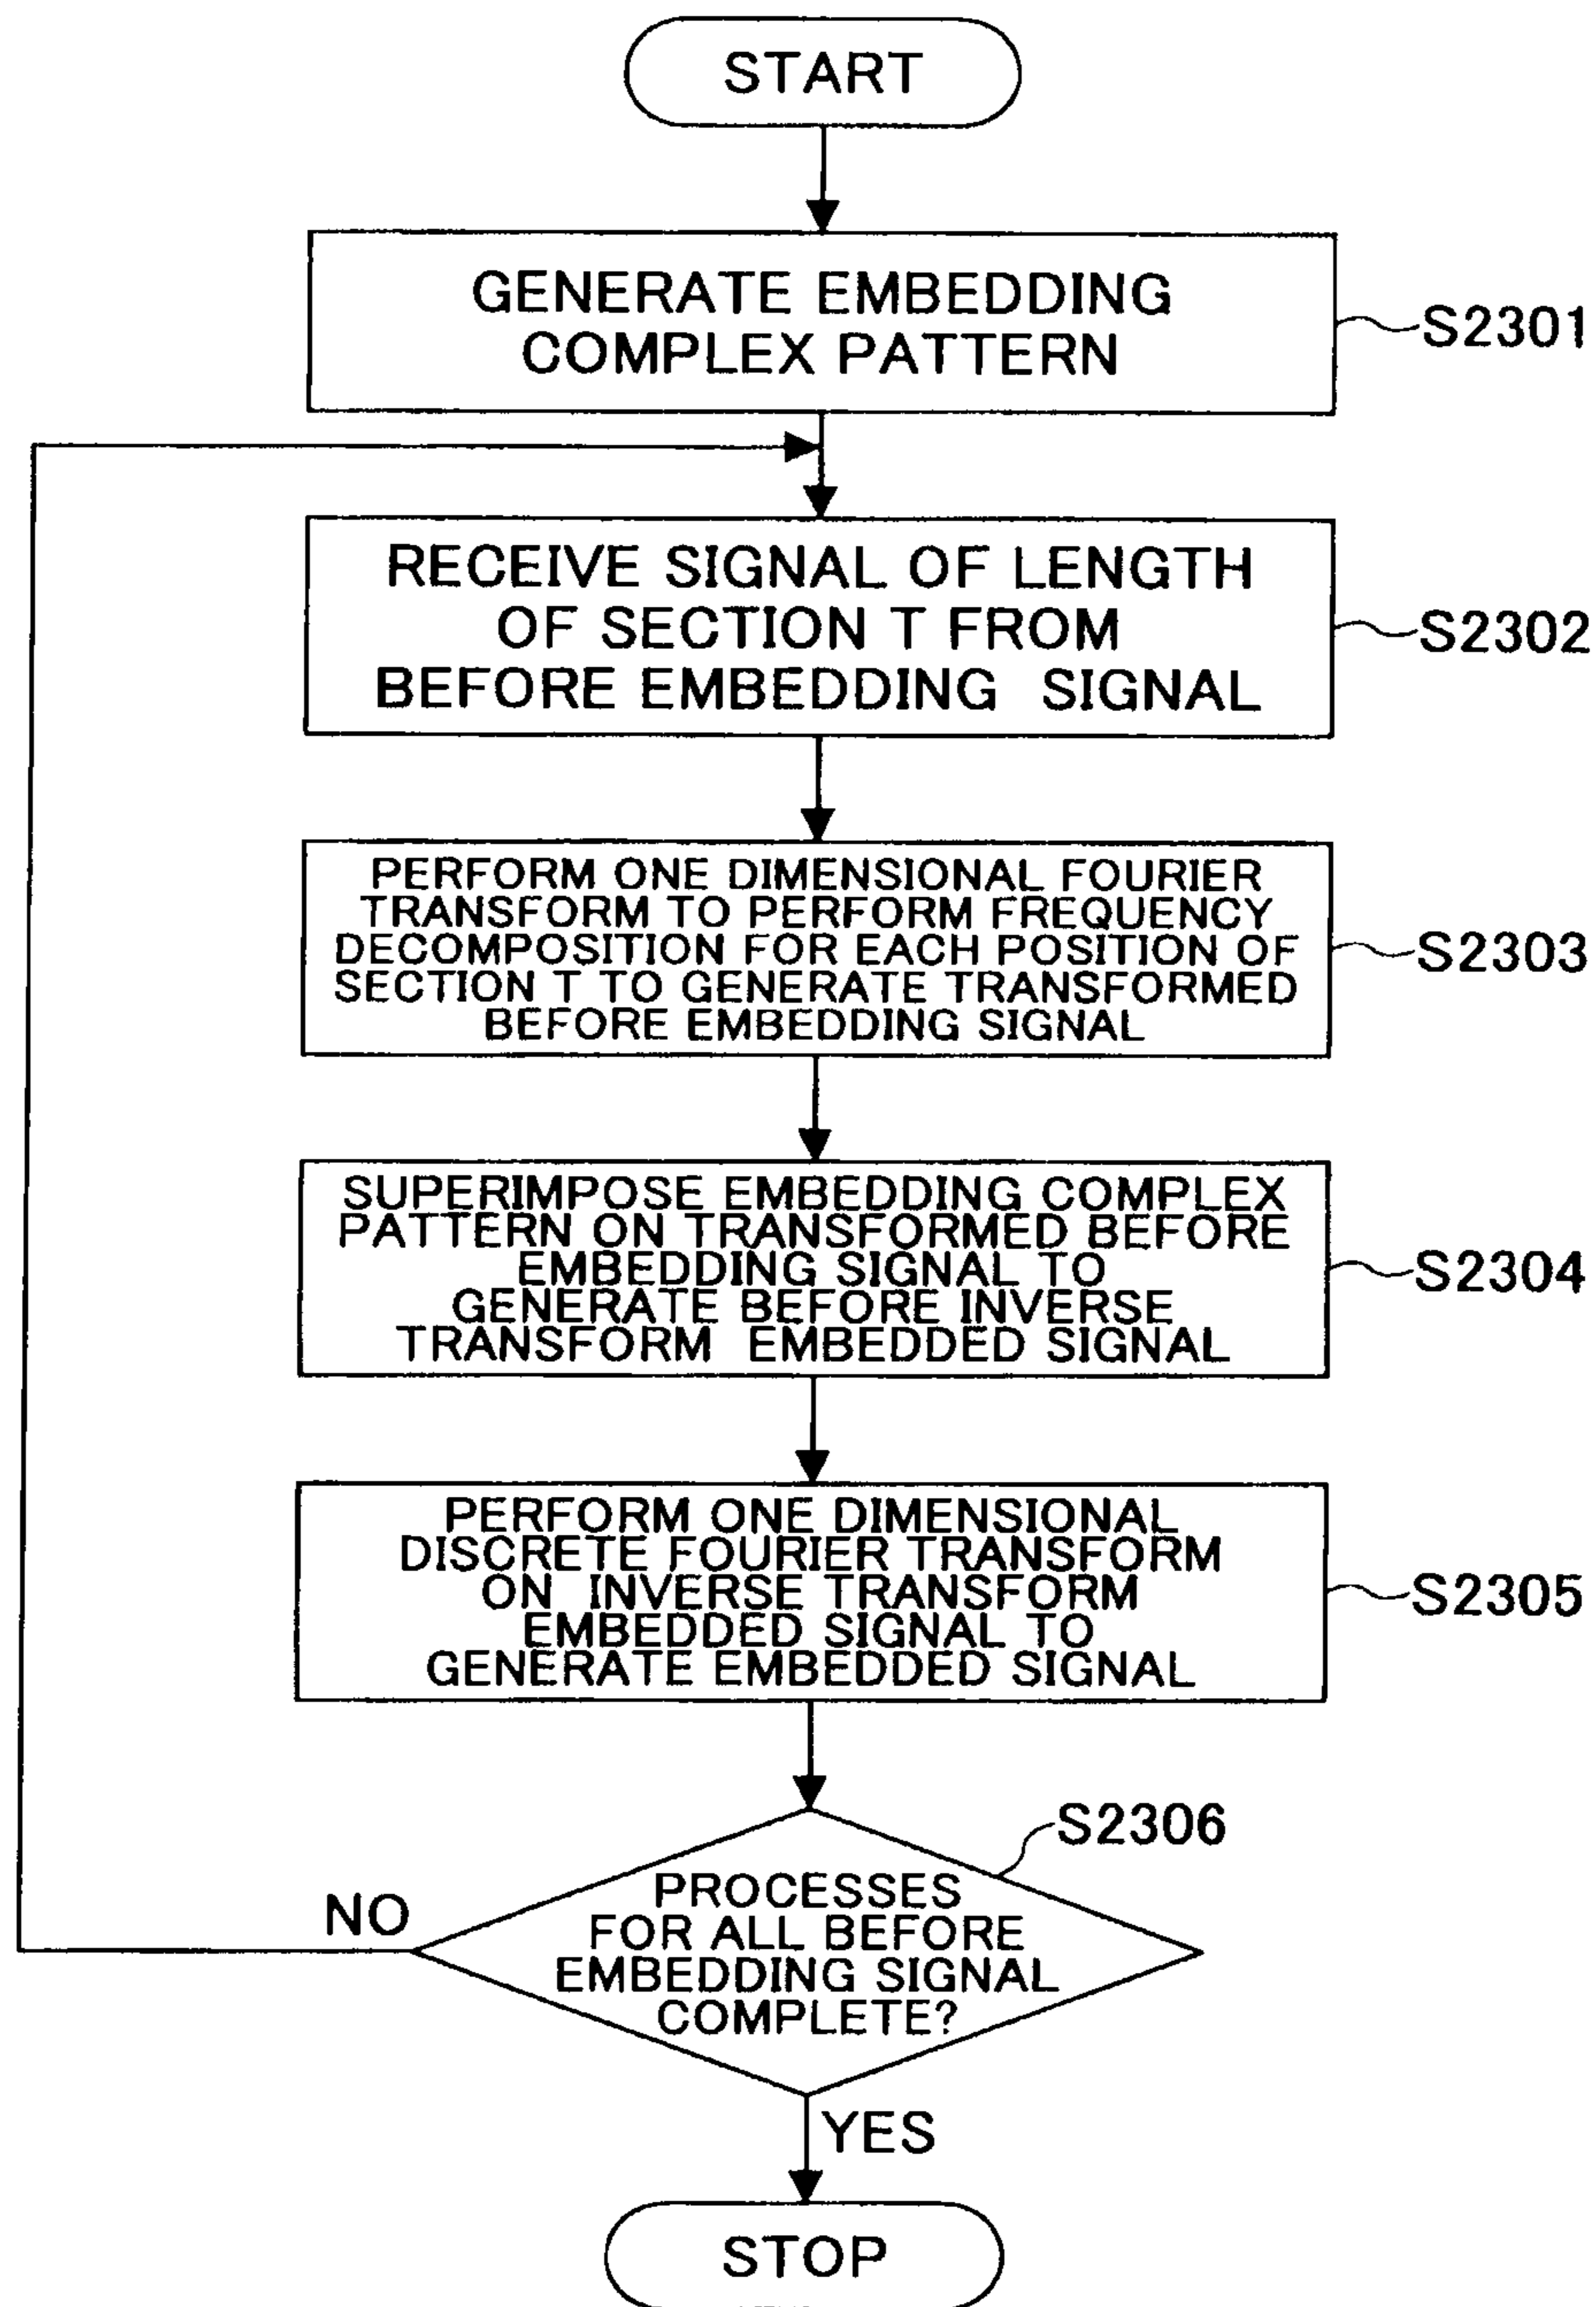 START
GENERATE EMBEDDING
COMPLEX PATTERN
S2301
RECEIVE SIGNAL OF LENGTH
OF SECTION T FROM
BEFORE EMBEDDING SIGNAL
S2302
PERFORM ONE DIMENSIONAL FOURIER
TRANSFORM TO PERFORM FREQUENCY
DECOMPOSITION FOR EACH POSITION OF
SECTION T TO GENERATE TRANSFORMED
BEFORE EMBEDDING SIGNAL
S2303
SUPERIMPOSE EMBEDDING COMPLEX
PATTERN ON TRANSFORMED BEFORE
EMBEDDING SIGNAL TO
GENERATE BEFORE INVERSE
TRANSFORM EMBEDDED SIGNAL
S2304
PERFORM ONE DIMENSIONAL
DISCRETE FOURIER TRANSFORM
ON INVERSE TRANSFORM
EMBEDDED SIGNAL TO
GENERATE EMBEDDED SIGNAL
S2305
S2306
PROCESSES
FOR ALL BEFORE
EMBEDDING SIGNAL
COMPLETE?
NO
YES
STOP